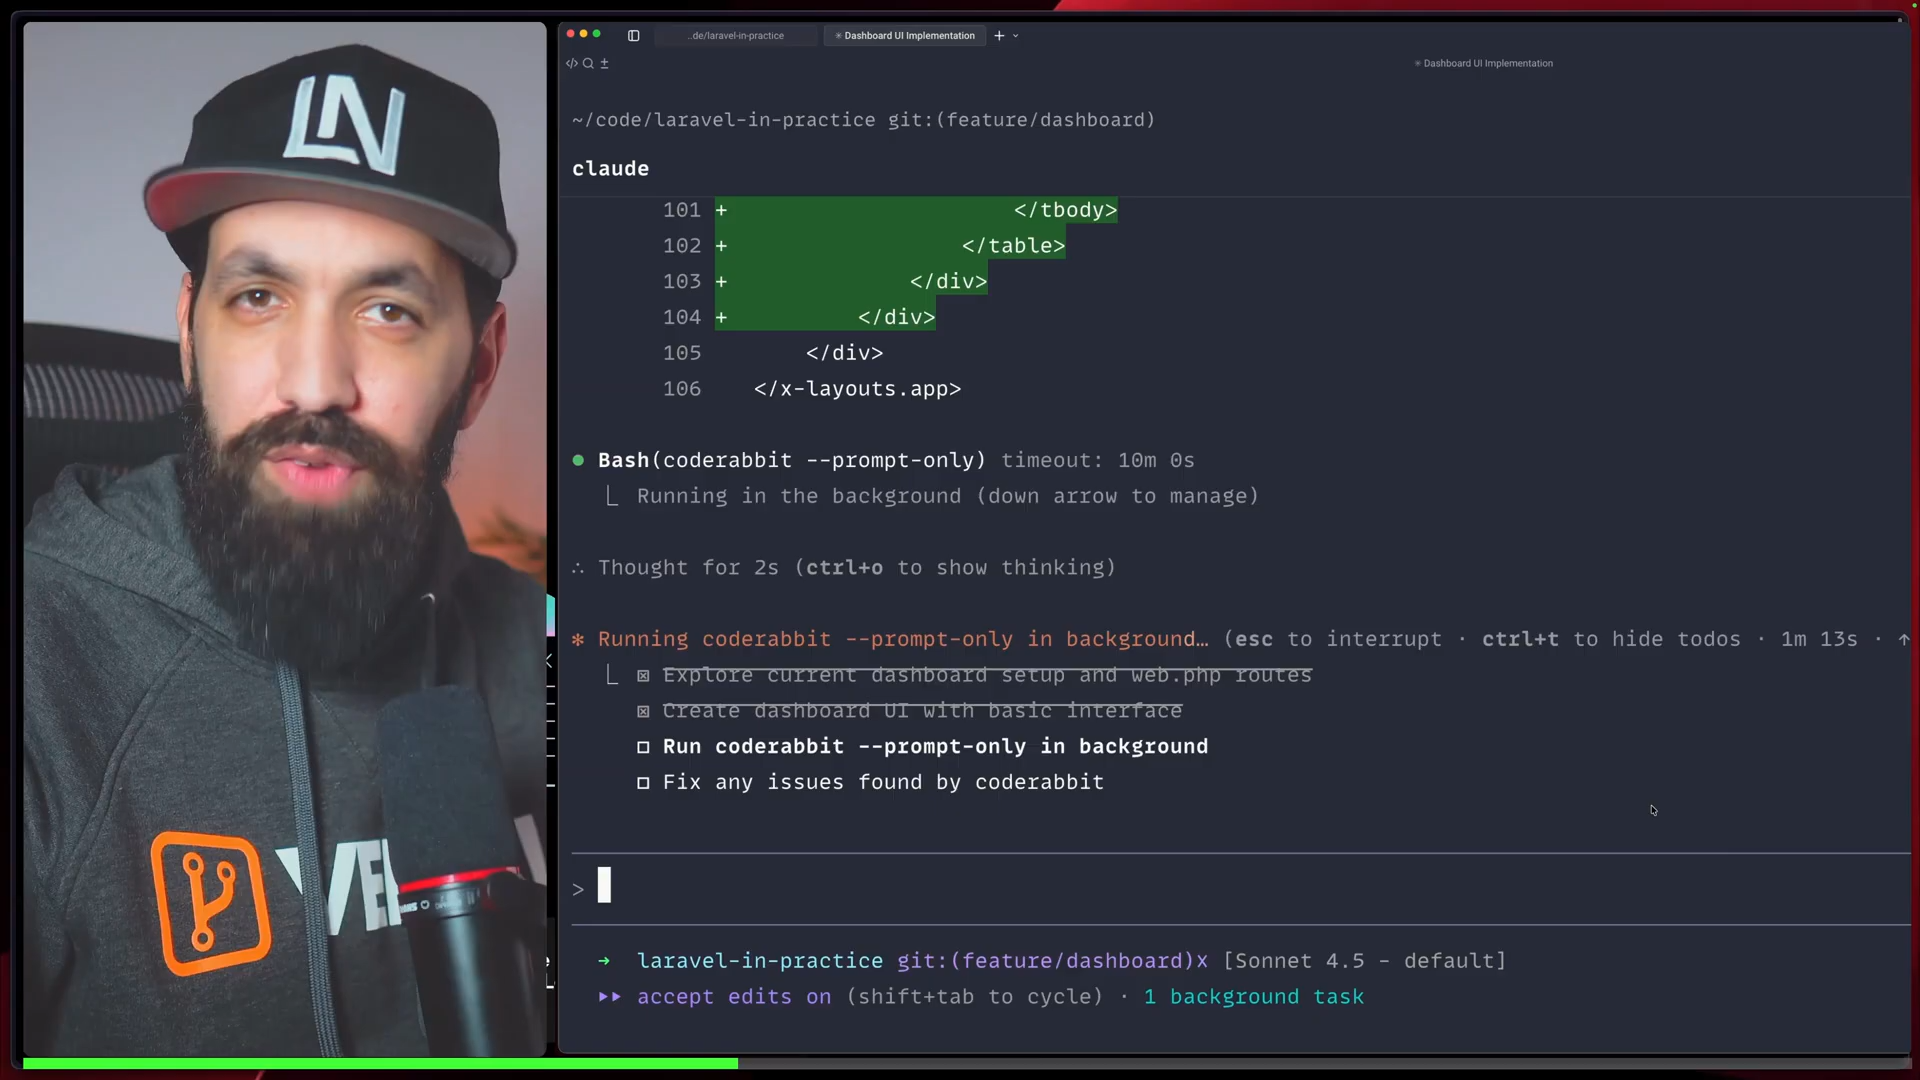 LN
VE
..de/laravel-in-practice
✳ Dashboard UI Implementation
✳ Dashboard UI Implementation
~/code/laravel-in-practice git:(feature/dashboard)
claude
101 + </tbody>
102 + </table>
103 + </div>
104 + </div>
105 </div>
106 </x-layouts.app>
● Bash(coderabbit --prompt-only) timeout: 10m 0s
⎿ Running in the background (down arrow to manage)
∴ Thought for 2s (ctrl+o to show thinking)
✻ Running coderabbit --prompt-only in background… (esc to interrupt · ctrl+t to hide todos · 1m 13s · ↑
⎿ ☒ Explore current dashboard setup and web.php routes
☒ Create dashboard UI with basic interface
☐ Run coderabbit --prompt-only in background
☐ Fix any issues found by coderabbit
>
➜ laravel-in-practice git:(feature/dashboard)x [Sonnet 4.5 - default]
⏵⏵ accept edits on (shift+tab to cycle) · 1 background task